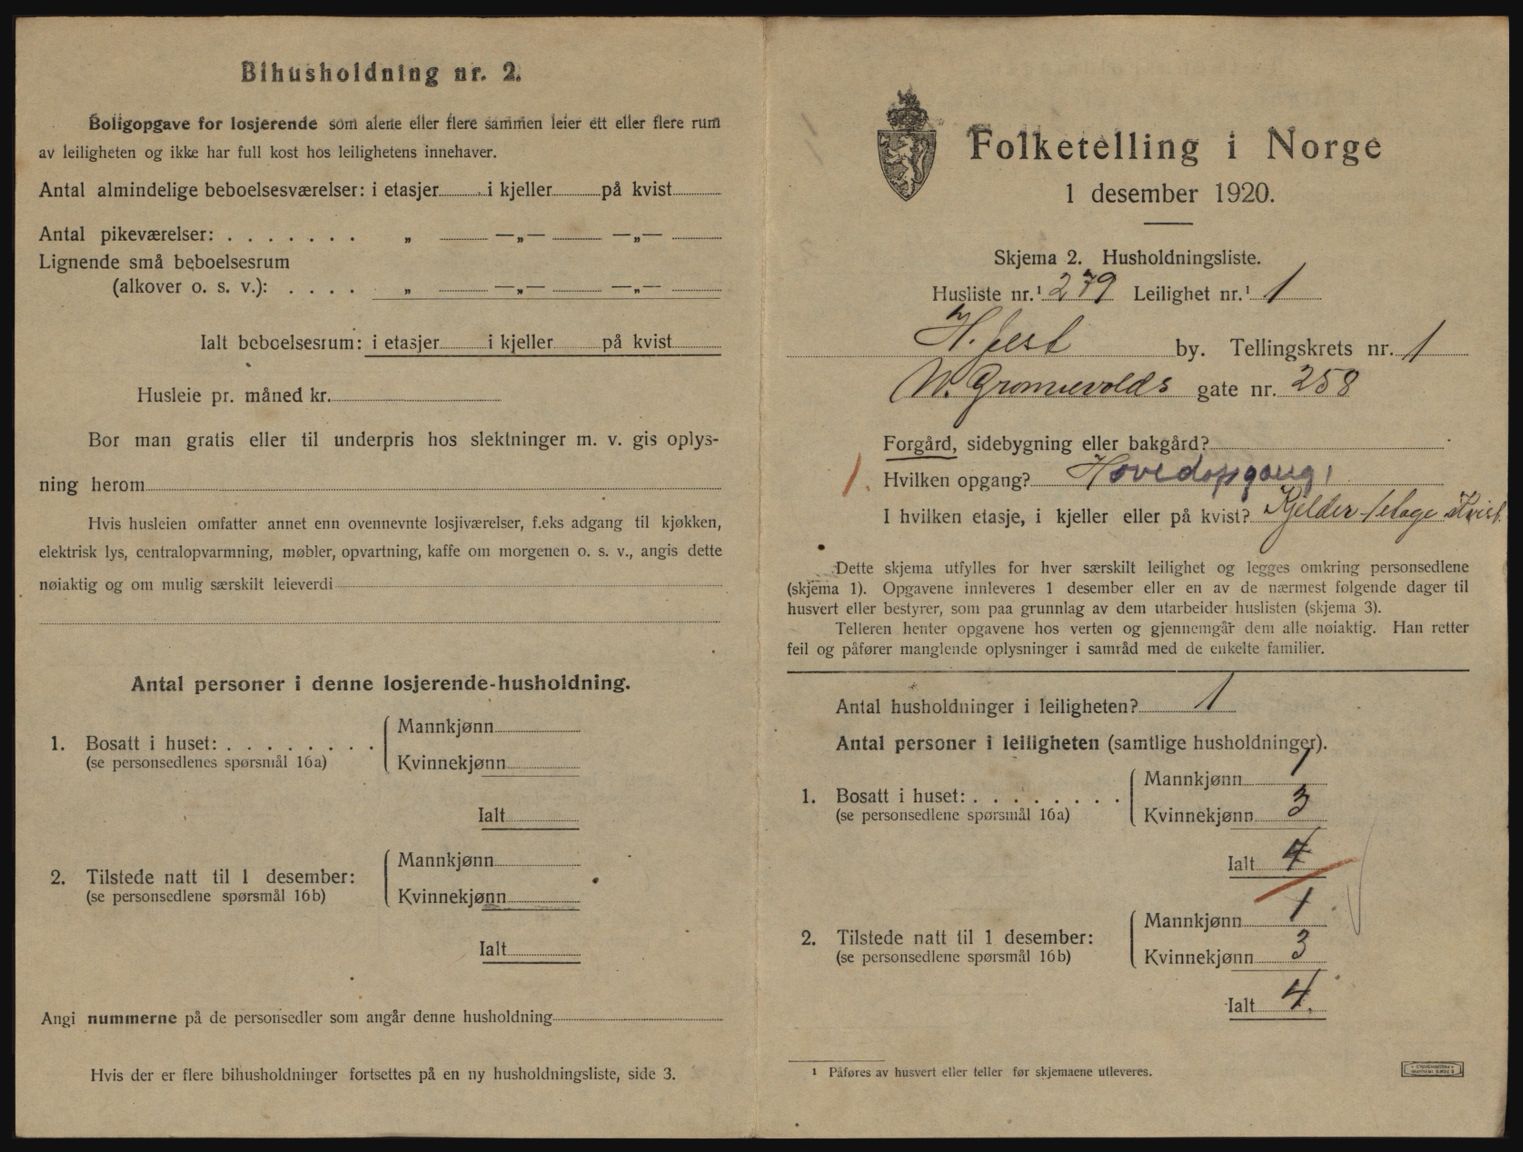 Bihusholdning nr. 2.
Boligopgave for losjerende som alene eller flere sammen leier ett eller flere rum
av leiligheten og ikke har full kost hos leilighetens innehaver.
Antal almindelige beboelsesværelser: i etasjer i kjeller på kvist
Antal pikeværelser: . . . . . . . „ —„— —„—
Lignende små beboelsesrum
(alkover o. s. v.): . . . . „ —„— —„—
Ialt beboelsesrum: i etasjer i kjeller på kvist
Husleie pr. måned kr.
Bor man gratis eller til underpris hos slektninger m. v. gis oplys-
ning herom
Hvis husleien omfatter annet enn ovennevnte losjiværelser, f.eks adgang til kjøkken,
elektrisk lys, centralopvarmning, møbler, opvartning, kaffe om morgenen o. s. v., angis dette
nøiaktig og om mulig særskilt leieverdi
Antal personer i denne losjerende-husholdning.
1. Bosatt i huset: . . . . . . . .
(se personsedlenes spørsmål 16a)
Mannkjønn
Kvinnekjønn
Ialt
2. Tilstede natt til 1 desember:
(se personsedlene spørsmål 16b)
Mannkjønn
Kvinnekjønn
Ialt
Angi nummerne på de personsedler som angår denne husholdning
Hvis der er flere bihusholdninger fortsettes på en ny husholdningsliste, side 3.
Folketelling i Norge
1 desember 1920.
Skjema 2. Husholdningsliste.
Husliste nr.¹ 279 Leilighet nr.¹ 1
H.fest by. Tellingskrets nr. 1
Grønnevolds gate nr. 258
Forgård, sidebygning eller bakgård?
1. Hvilken opgang? Hovedopgang
I hvilken etasje, i kjeller eller på kvist? Kjelder 1 etage Kvist
Dette skjema utfylles for hver særskilt leilighet og legges omkring personsedlene
(skjema 1). Opgavene innleveres 1 desember eller en av de nærmest følgende dager til
husvert eller bestyrer, som paa grunnlag av dem utarbeider huslisten (skjema 3).
Telleren henter opgavene hos verten og gjennemgår dem alle nøiaktig. Han retter
feil og påfører manglende oplysninger i samråd med de enkelte familier.
Antal husholdninger i leiligheten? 1
Antal personer i leiligheten (samtlige husholdninger).
1. Bosatt i huset: . . . . . . . .
(se personsedlene spørsmål 16a)
Mannkjønn 1
Kvinnekjønn 3
Ialt 4
2. Tilstede natt til 1 desember:
(se personsedlene spørsmål 16b)
Mannkjønn 1
Kvinnekjønn 3
Ialt 4.
¹ Påføres av husvert eller teller før skjemaene utleveres.